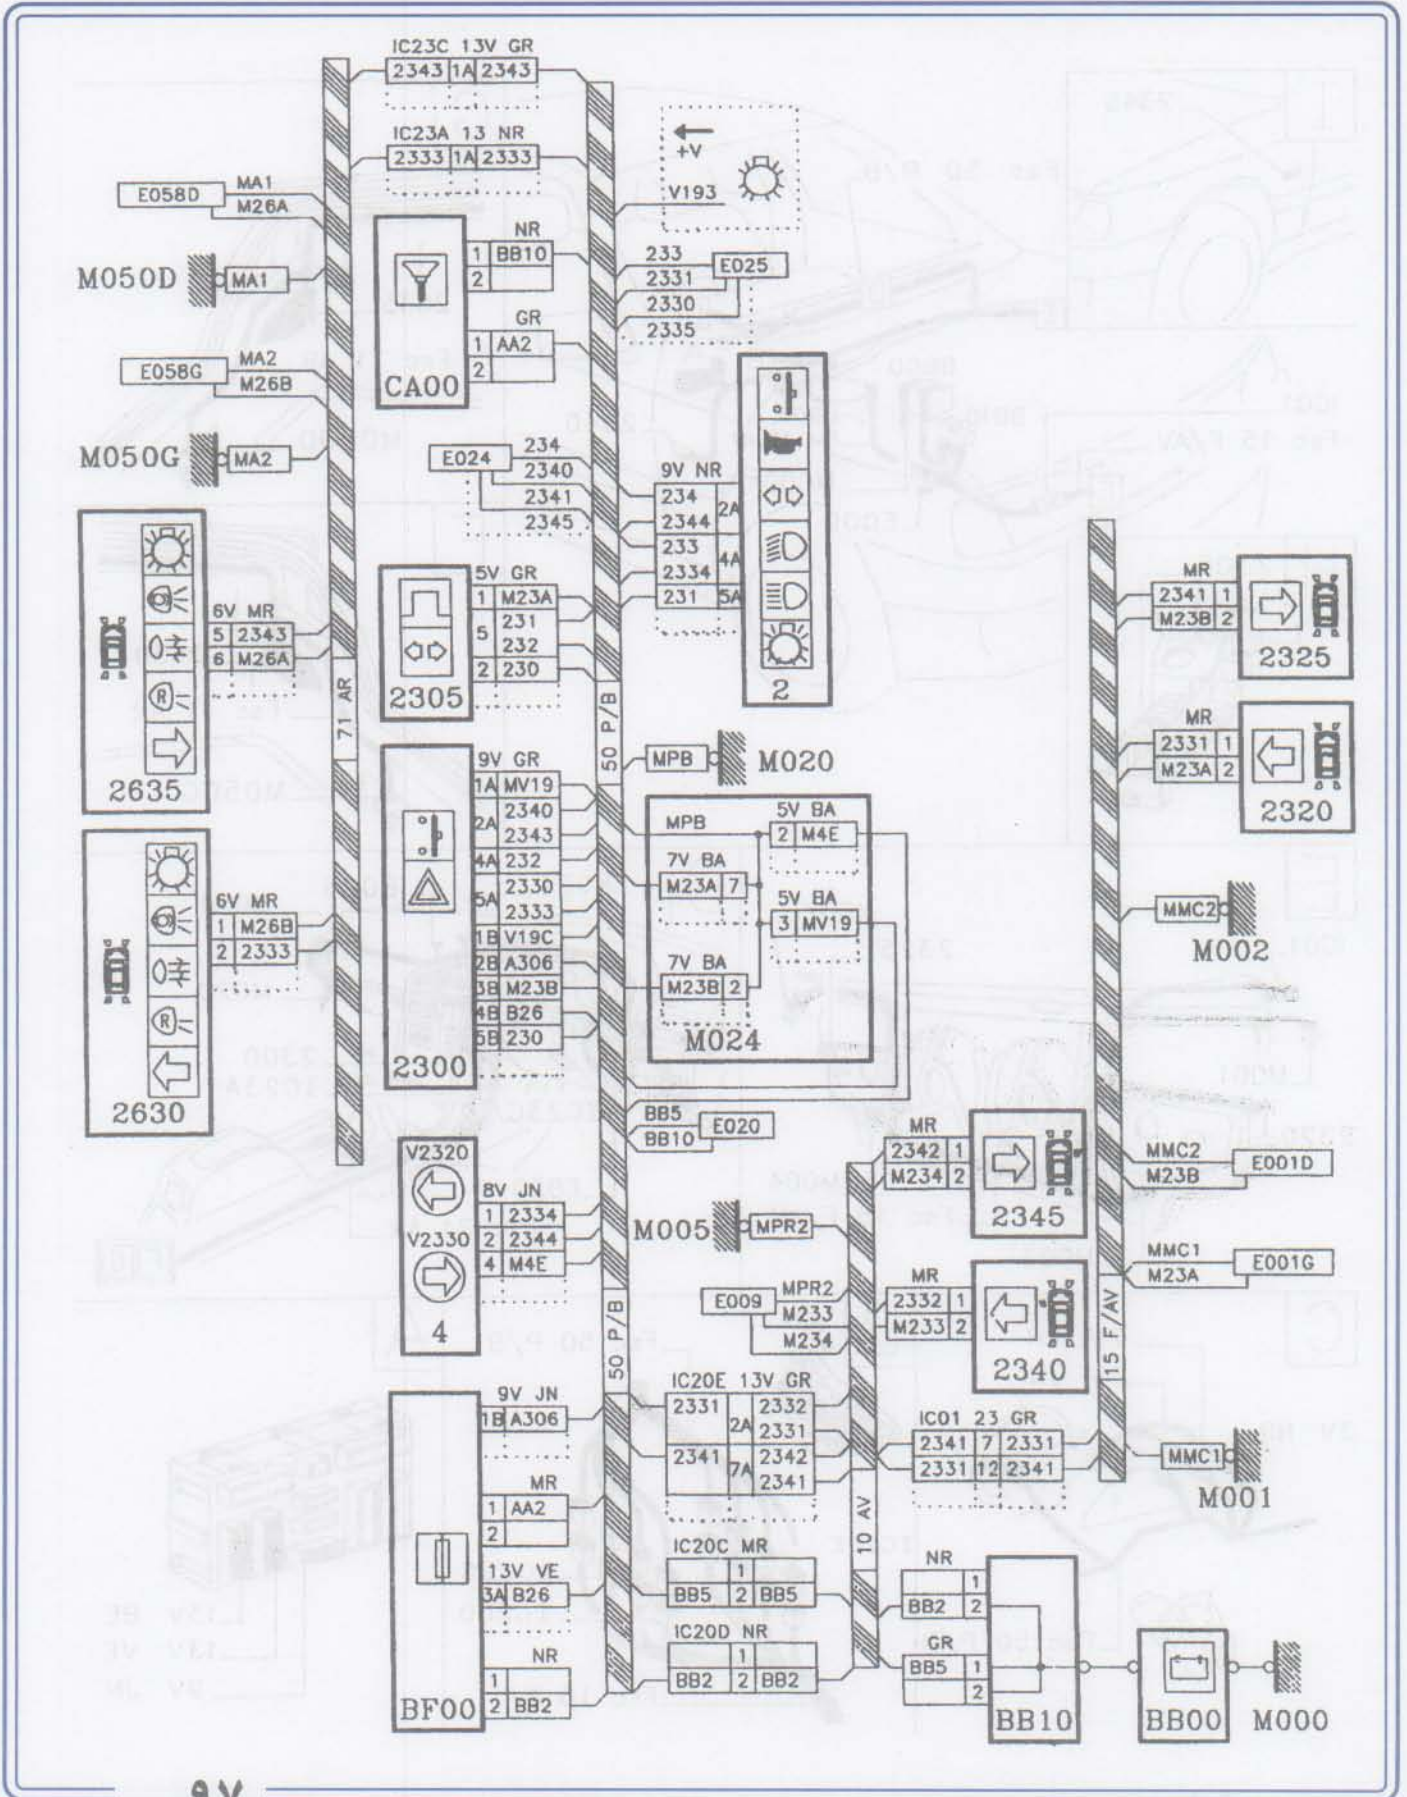 IC23C 13V GR
2343 1A 2343
IC23A 13 NR
2333 1A 2333
+V
V193
E058D MA1
M26A
M050D MA1
E058G MA2
M26B
M050G MA2
CA00
NR
1 BB10
2
GR
1 AA2
2
233 E025
2331
2330
2335
E024 234
2340
2341
2345
9V NR
234 2A
2344
233 4A
2334
231 5A
2
2305
5V GR
1 M23A
231
5
232
2 230
2635
6V MR
5 2343
6 M26A
71 AR
50 P/B
MPB M020
2630
6V MR
1 M26B
2 2333
2300
9V GR
1A MV19
2A 2340
2343
4A 232
5A 2330
2333
1B V19C
2B A306
3B M23B
4B B26
5B 230
MPB
5V BA
2 M4E
7V BA
M23A 7
5V BA
3 MV19
7V BA
M23B 2
M024
BB5 E020
BB10
MR
2341 1
M23B 2
2325
MR
2331 1
M23A 2
2320
MMC2
M002
MMC2 E001D
M23B
MMC1 E001G
M23A
15 F/AV
MR
2342 1
M234 2
2345
M005 MPR2
E009 MPR2
M233
M234
MR
2332 1
M233 2
2340
V2320
V2330
4
8V JN
1 2334
2 2344
4 M4E
50 P/B
BF00
9V JN
1B A306
MR
1 AA2
2
13V VE
3A B26
NR
1
2 BB2
IC20E 13V GR
2331 2A 2332
2331
2341 7A 2342
2341
IC01 23 GR
2341 7 2331
2331 12 2341
MMC1
M001
10 AV
IC20C MR
1
BB5 2 BB5
IC20D NR
1
BB2 2 BB2
NR
1
BB2 2
GR
BB5 1
2
BB10
BB00
M000
٩٧